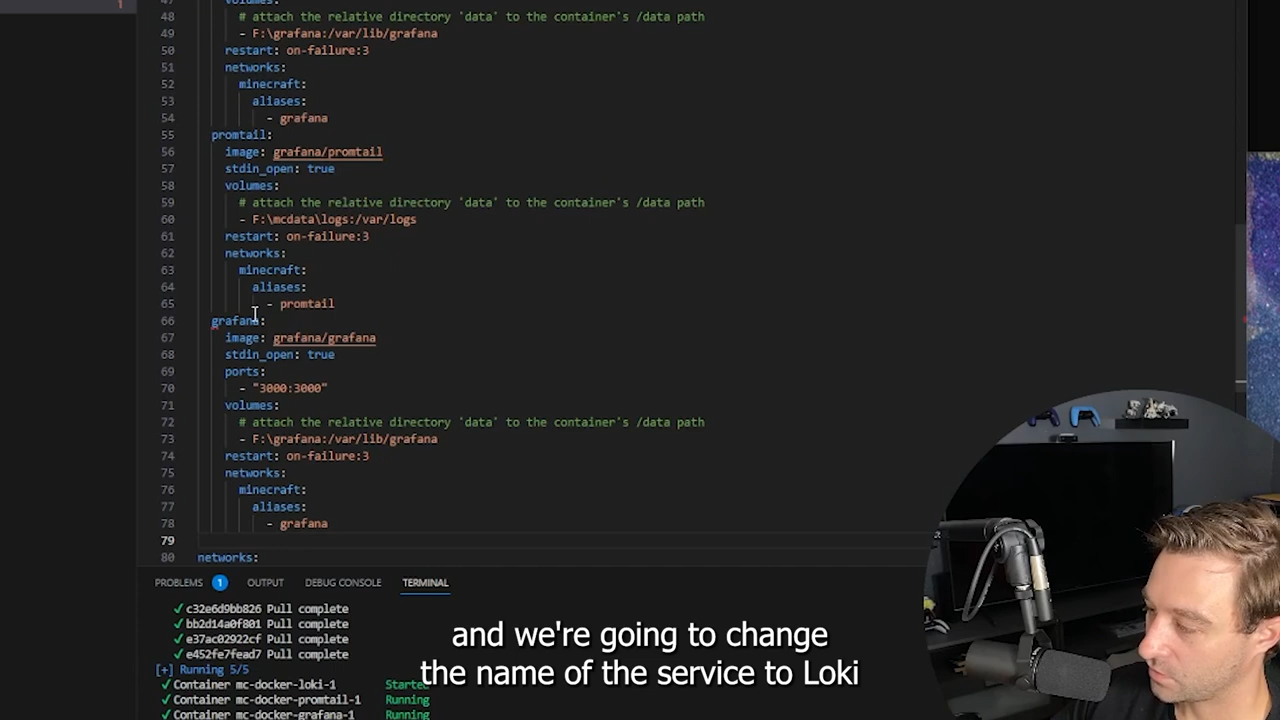 1
47 volumes:
48 # attach the relative directory 'data' to the container's /data path
49 - F:\grafana:/var/lib/grafana
50 restart: on-failure:3
51 networks:
52 minecraft:
53 aliases:
54 - grafana
55 promtail:
56 image: grafana/promtail
57 stdin_open: true
58 volumes:
59 # attach the relative directory 'data' to the container's /data path
60 - F:\mcdata\logs:/var/logs
61 restart: on-failure:3
62 networks:
63 minecraft:
64 aliases:
65 - promtail
66 grafana:
67 image: grafana/grafana
68 stdin_open: true
69 ports:
70 - "3000:3000"
71 volumes:
72 # attach the relative directory 'data' to the container's /data path
73 - F:\grafana:/var/lib/grafana
74 restart: on-failure:3
75 networks:
76 minecraft:
77 aliases:
78 - grafana
79
80 networks:
PROBLEMS 1 OUTPUT DEBUG CONSOLE TERMINAL
✓ c32e6d9bb826 Pull complete
✓ bb2d14a0f801 Pull complete
✓ e37ac02922cf Pull complete
✓ e452fe7fead7 Pull complete
[+] Running 5/5
✓ Container mc-docker-loki-1 Started
✓ Container mc-docker-promtail-1 Running
✓ Container mc-docker-grafana-1 Running
and we're going to change
the name of the service to Loki